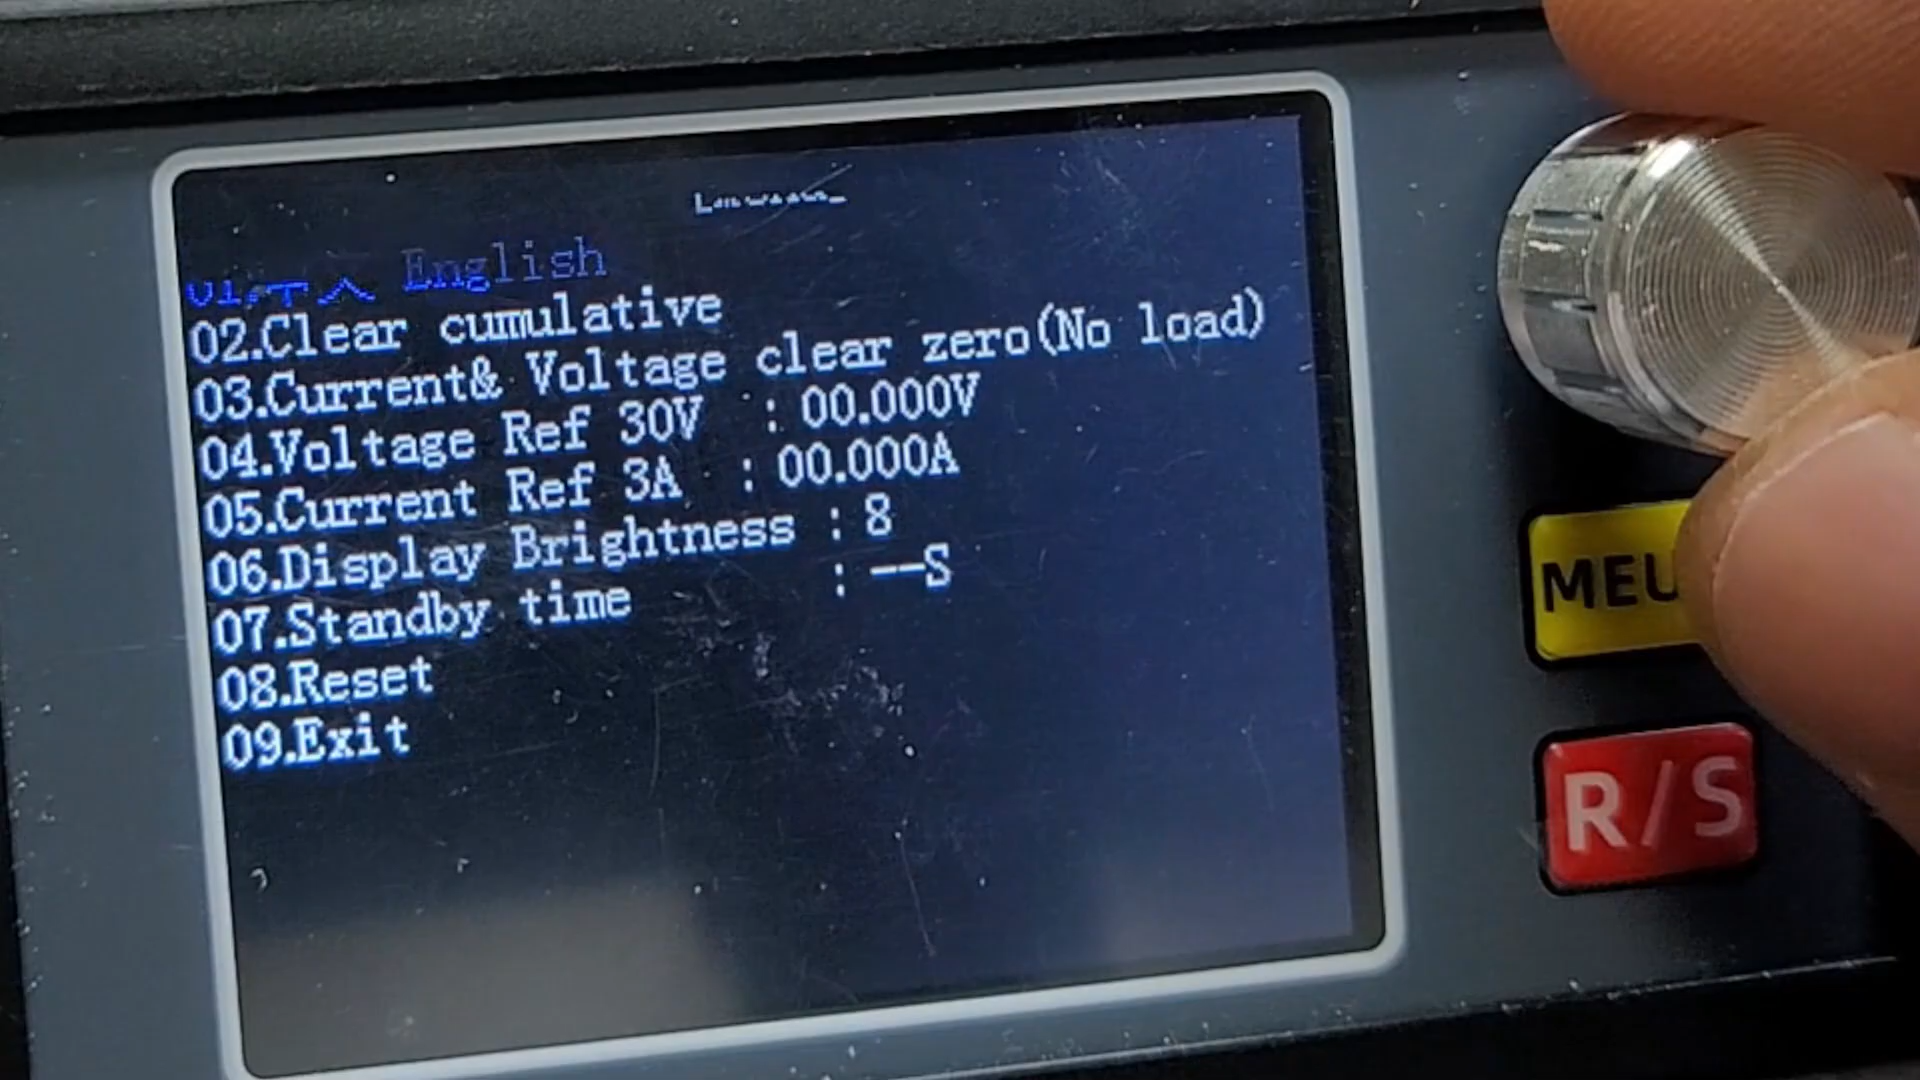 English
02.Clear cumulative
03.Current& Voltage clear zero(No load)
04.Voltage Ref 30V : 00.000V
05.Current Ref 3A : 00.000A
06.Display Brightness : 8
07.Standby time : --S
08.Reset
09.Exit
MEU
R/S